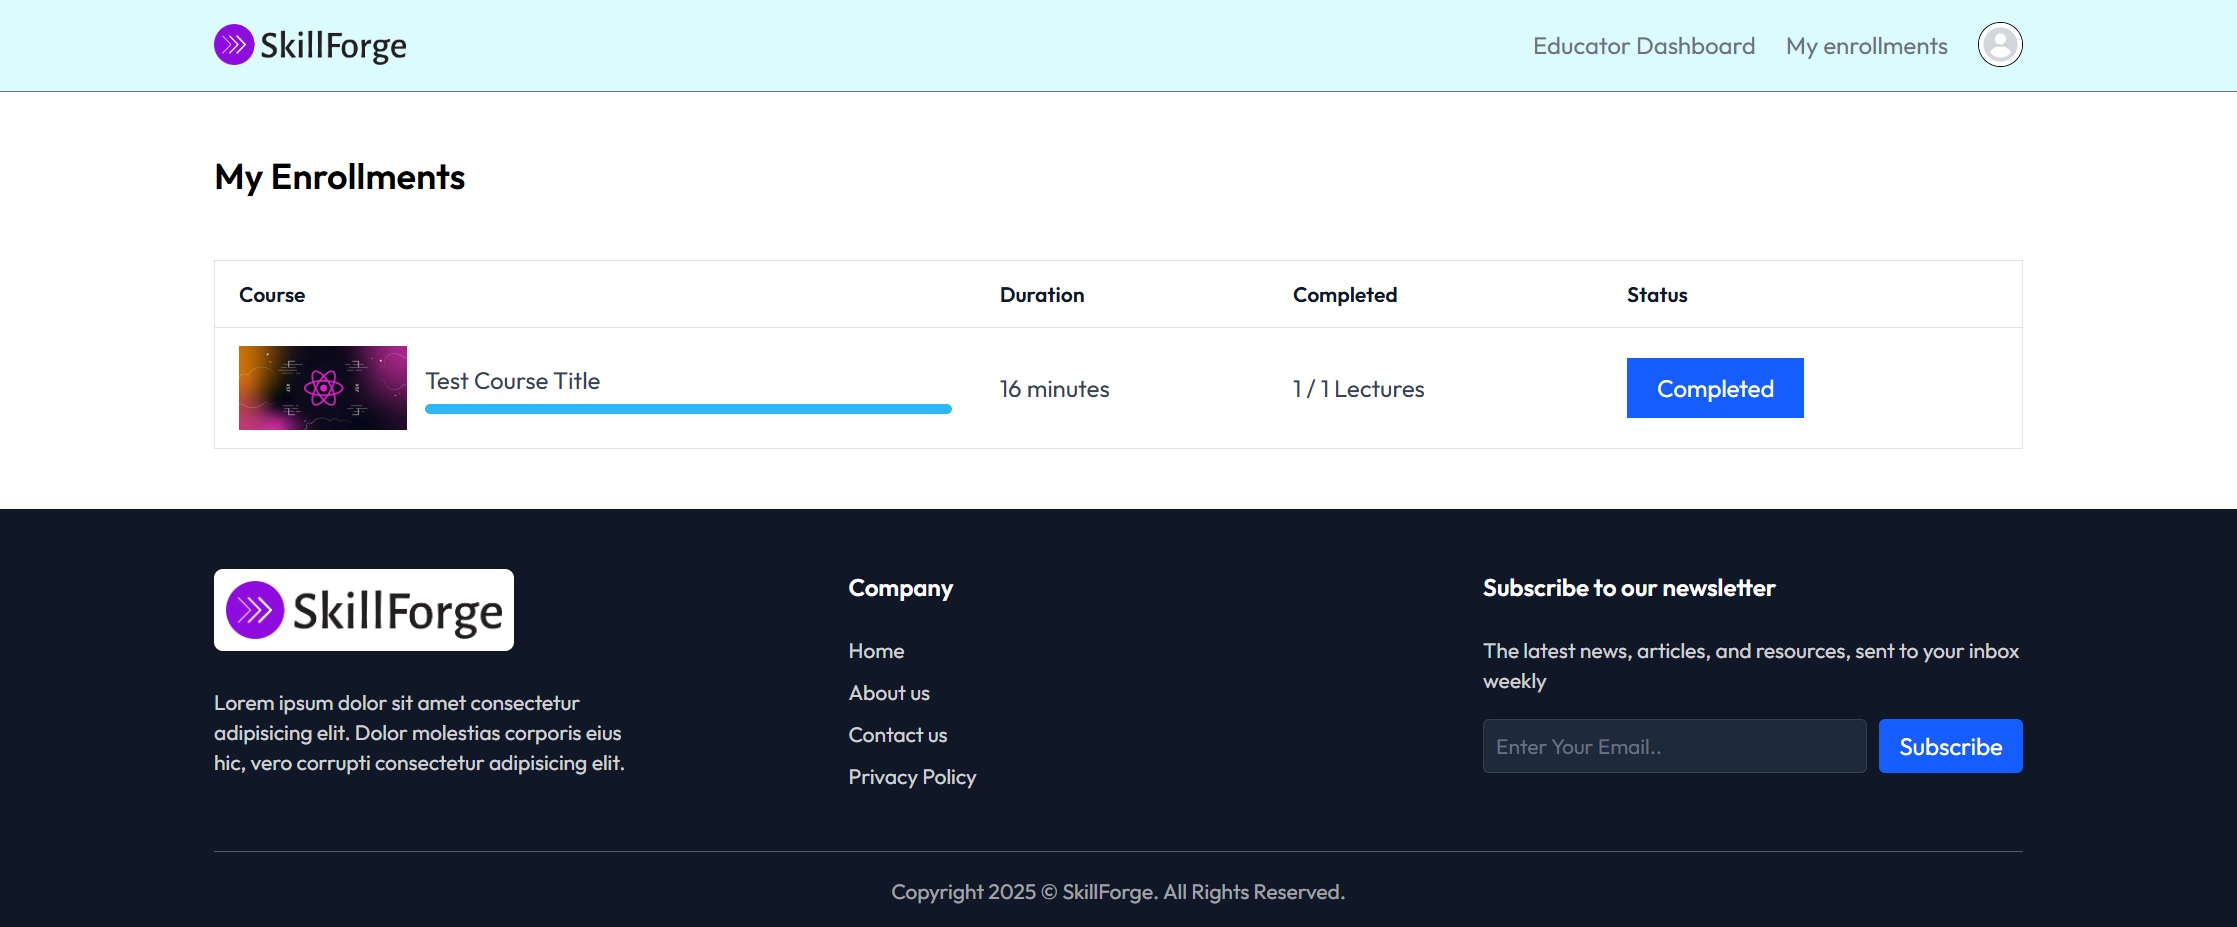 SkillForge
Educator Dashboard
My enrollments
My Enrollments
Course
Duration
Completed
Status
Test Course Title
16 minutes
1 / 1 Lectures
Completed
SkillForge
Lorem ipsum dolor sit amet consectetur
adipisicing elit. Dolor molestias corporis eius
hic, vero corrupti consectetur adipisicing elit.
Company
Home
About us
Contact us
Privacy Policy
Subscribe to our newsletter
The latest news, articles, and resources, sent to your inbox
weekly
Enter Your Email..
Subscribe
Copyright 2025 © SkillForge. All Rights Reserved.